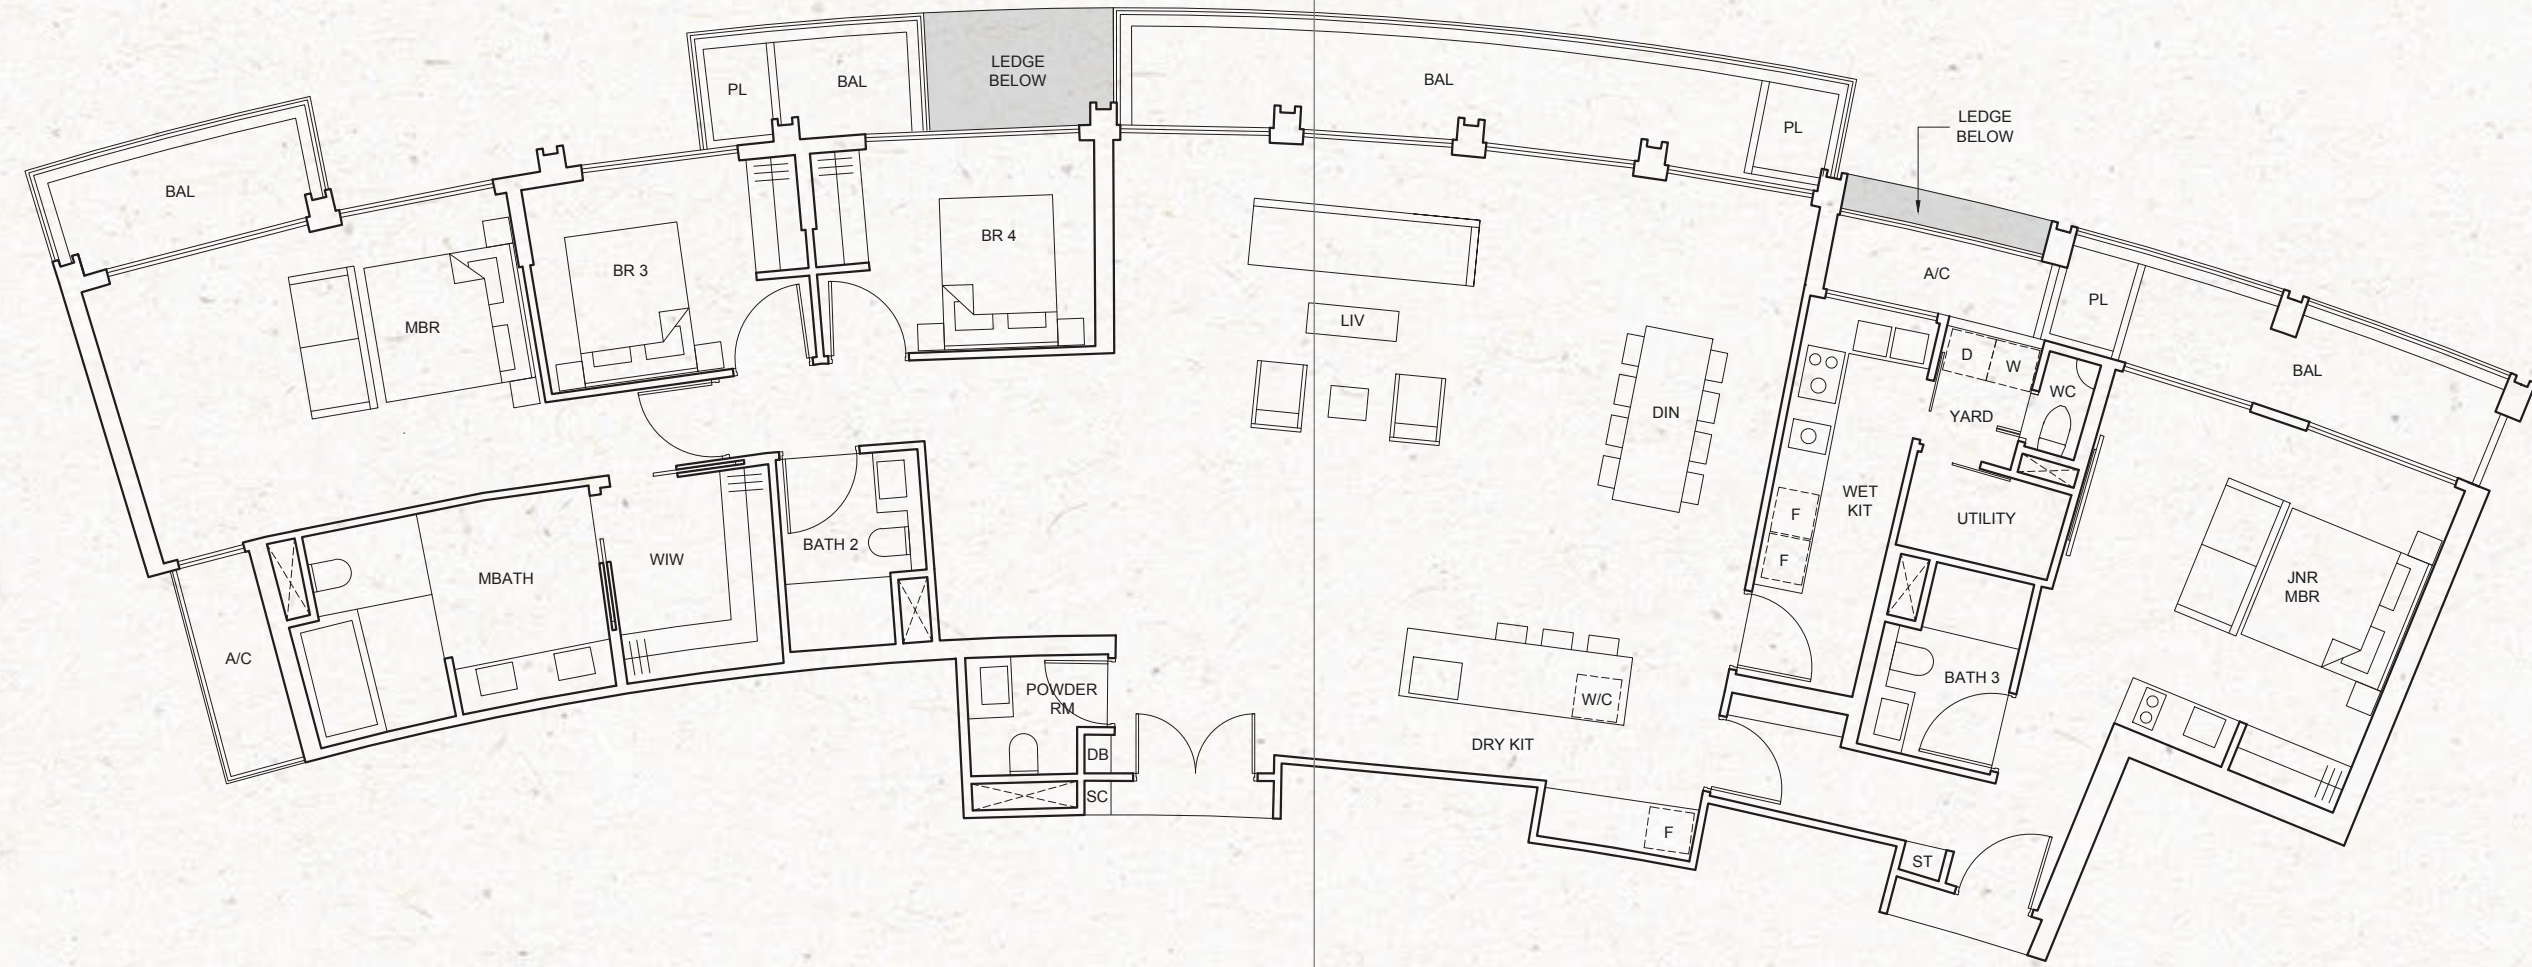 LEDGE
BELOW
PL
BAL
BAL
PL
LEDGE
BELOW
BAL
BR 4
BR 3
A/C
PL
MBR
LIV
D
W
BAL
WC
DIN
YARD
WET
KIT
F
UTILITY
BATH 2
WIW
F
MBATH
JNR
MBR
A/C
BATH 3
POWDER
RM
W/C
DRY KIT
DB
SC
F
ST